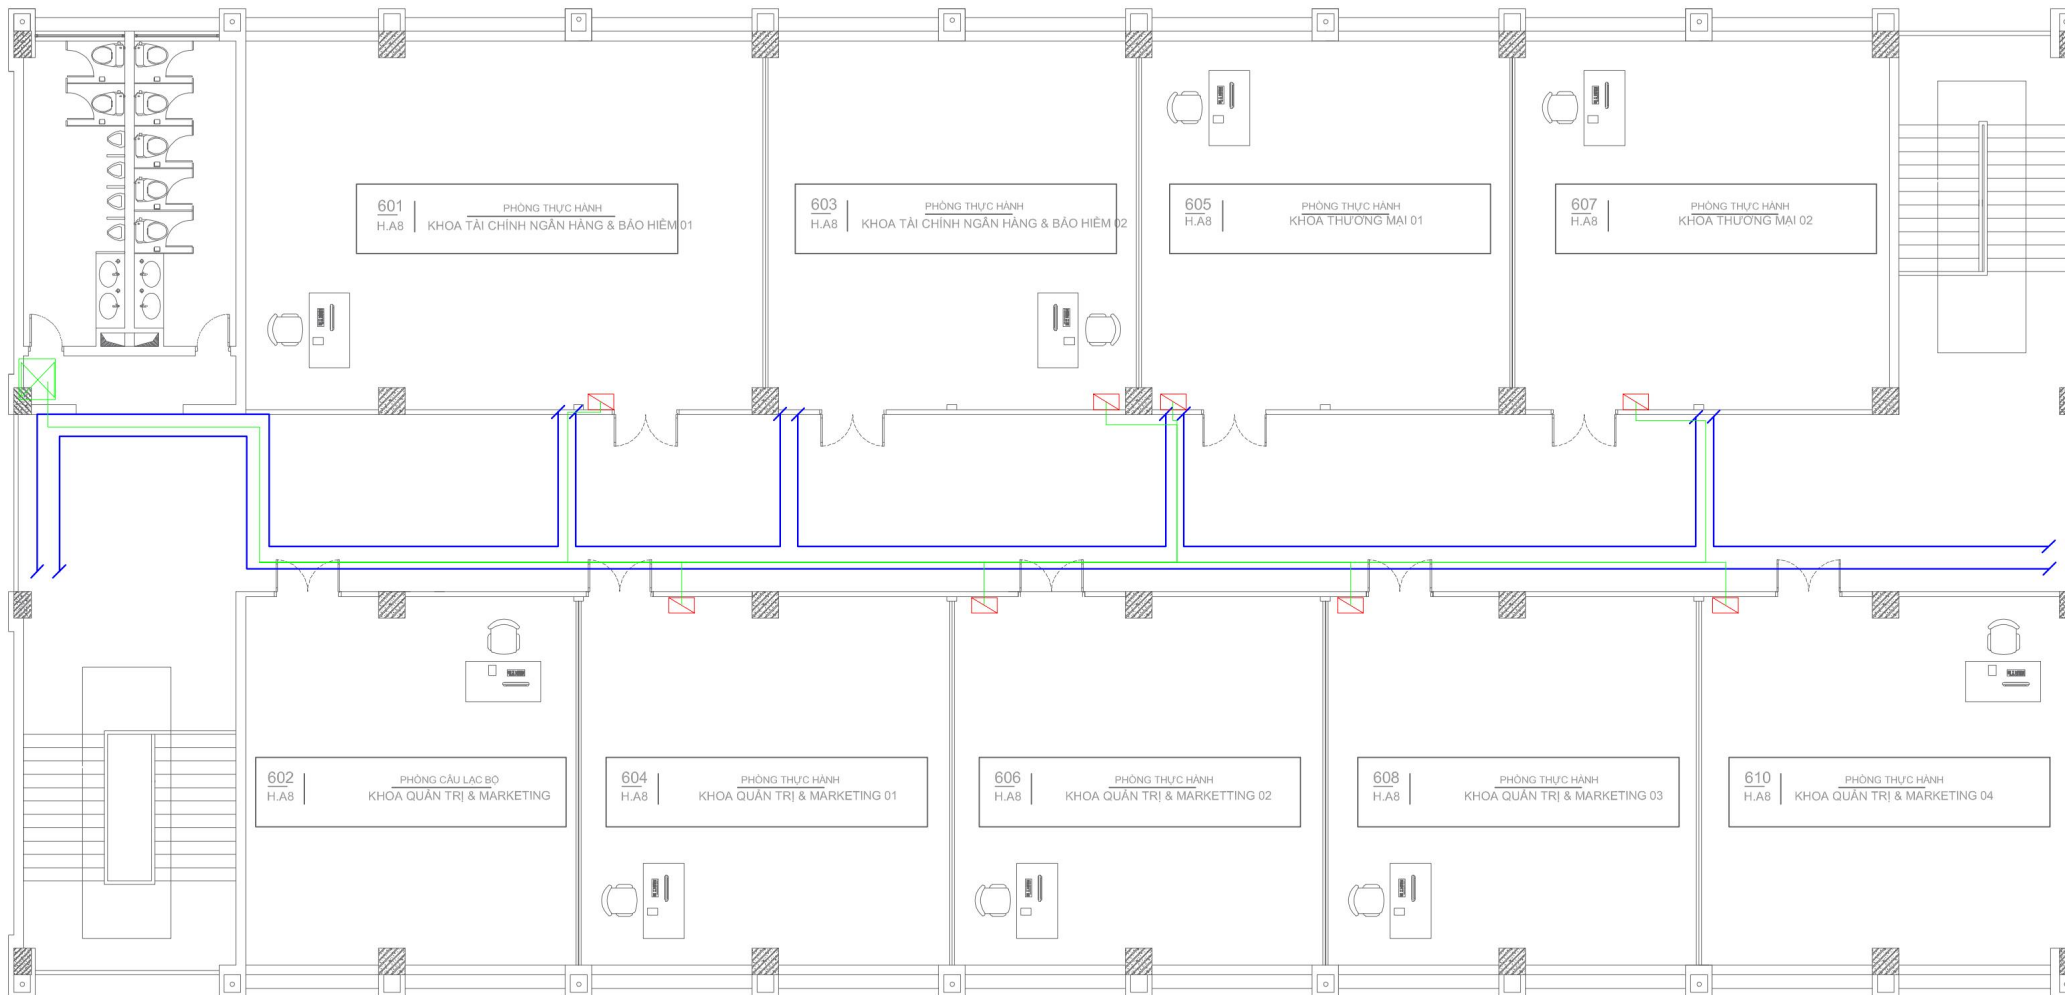 601
H.A8
PHÒNG THỰC HÀNH
KHOA TÀI CHÍNH NGÂN HÀNG & BẢO HIỂM 01
603
H.A8
PHÒNG THỰC HÀNH
KHOA TÀI CHÍNH NGÂN HÀNG & BẢO HIỂM 02
605
H.A8
PHÒNG THỰC HÀNH
KHOA THƯƠNG MẠI 01
607
H.A8
PHÒNG THỰC HÀNH
KHOA THƯƠNG MẠI 02
602
H.A8
PHÒNG CÂU LẠC BỘ
KHOA QUẢN TRỊ & MARKETING
604
H.A8
PHÒNG THỰC HÀNH
KHOA QUẢN TRỊ & MARKETING 01
606
H.A8
PHÒNG THỰC HÀNH
KHOA QUẢN TRỊ & MARKETTING 02
608
H.A8
PHÒNG THỰC HÀNH
KHOA QUẢN TRỊ & MARKETING 03
610
H.A8
PHÒNG THỰC HÀNH
KHOA QUẢN TRỊ & MARKETING 04